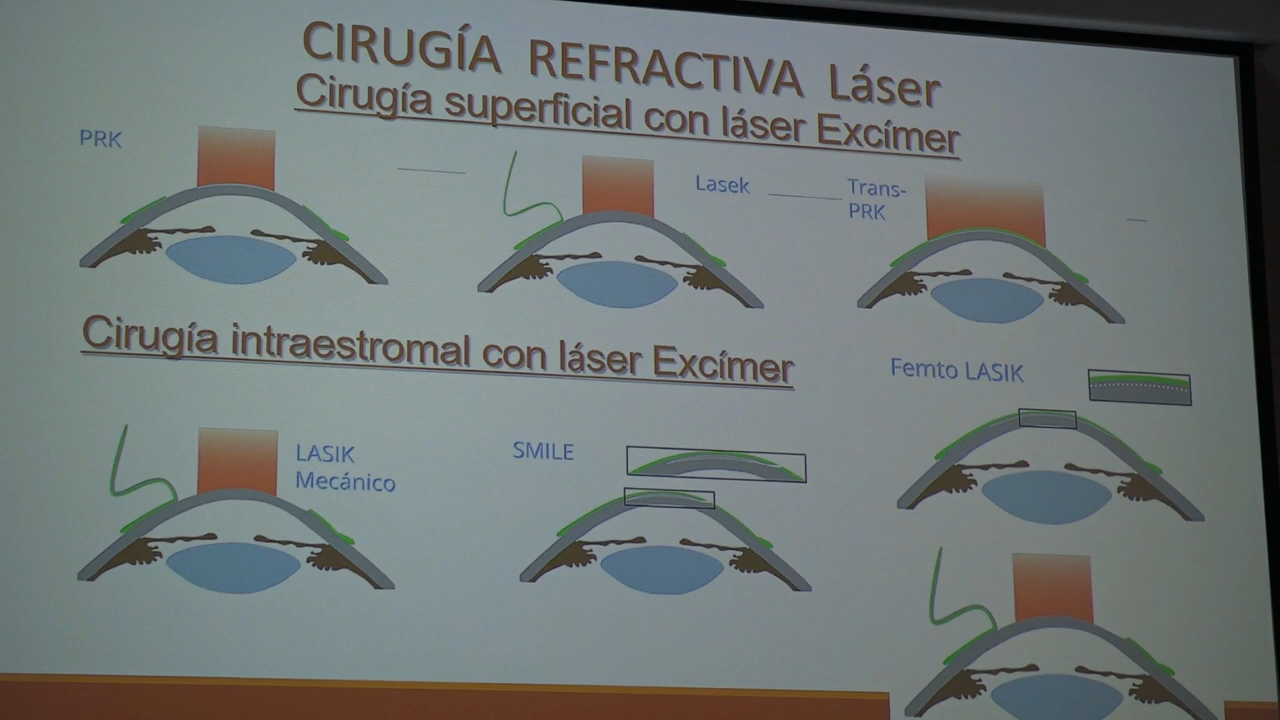 CIRUGÍA REFRACTIVA Láser
Cirugía superficial con láser Excímer
PRK
Lasek
Trans-
PRK
Cirugía intraestromal con láser Excímer
LASIK
Mecánico
SMILE
Femto LASIK